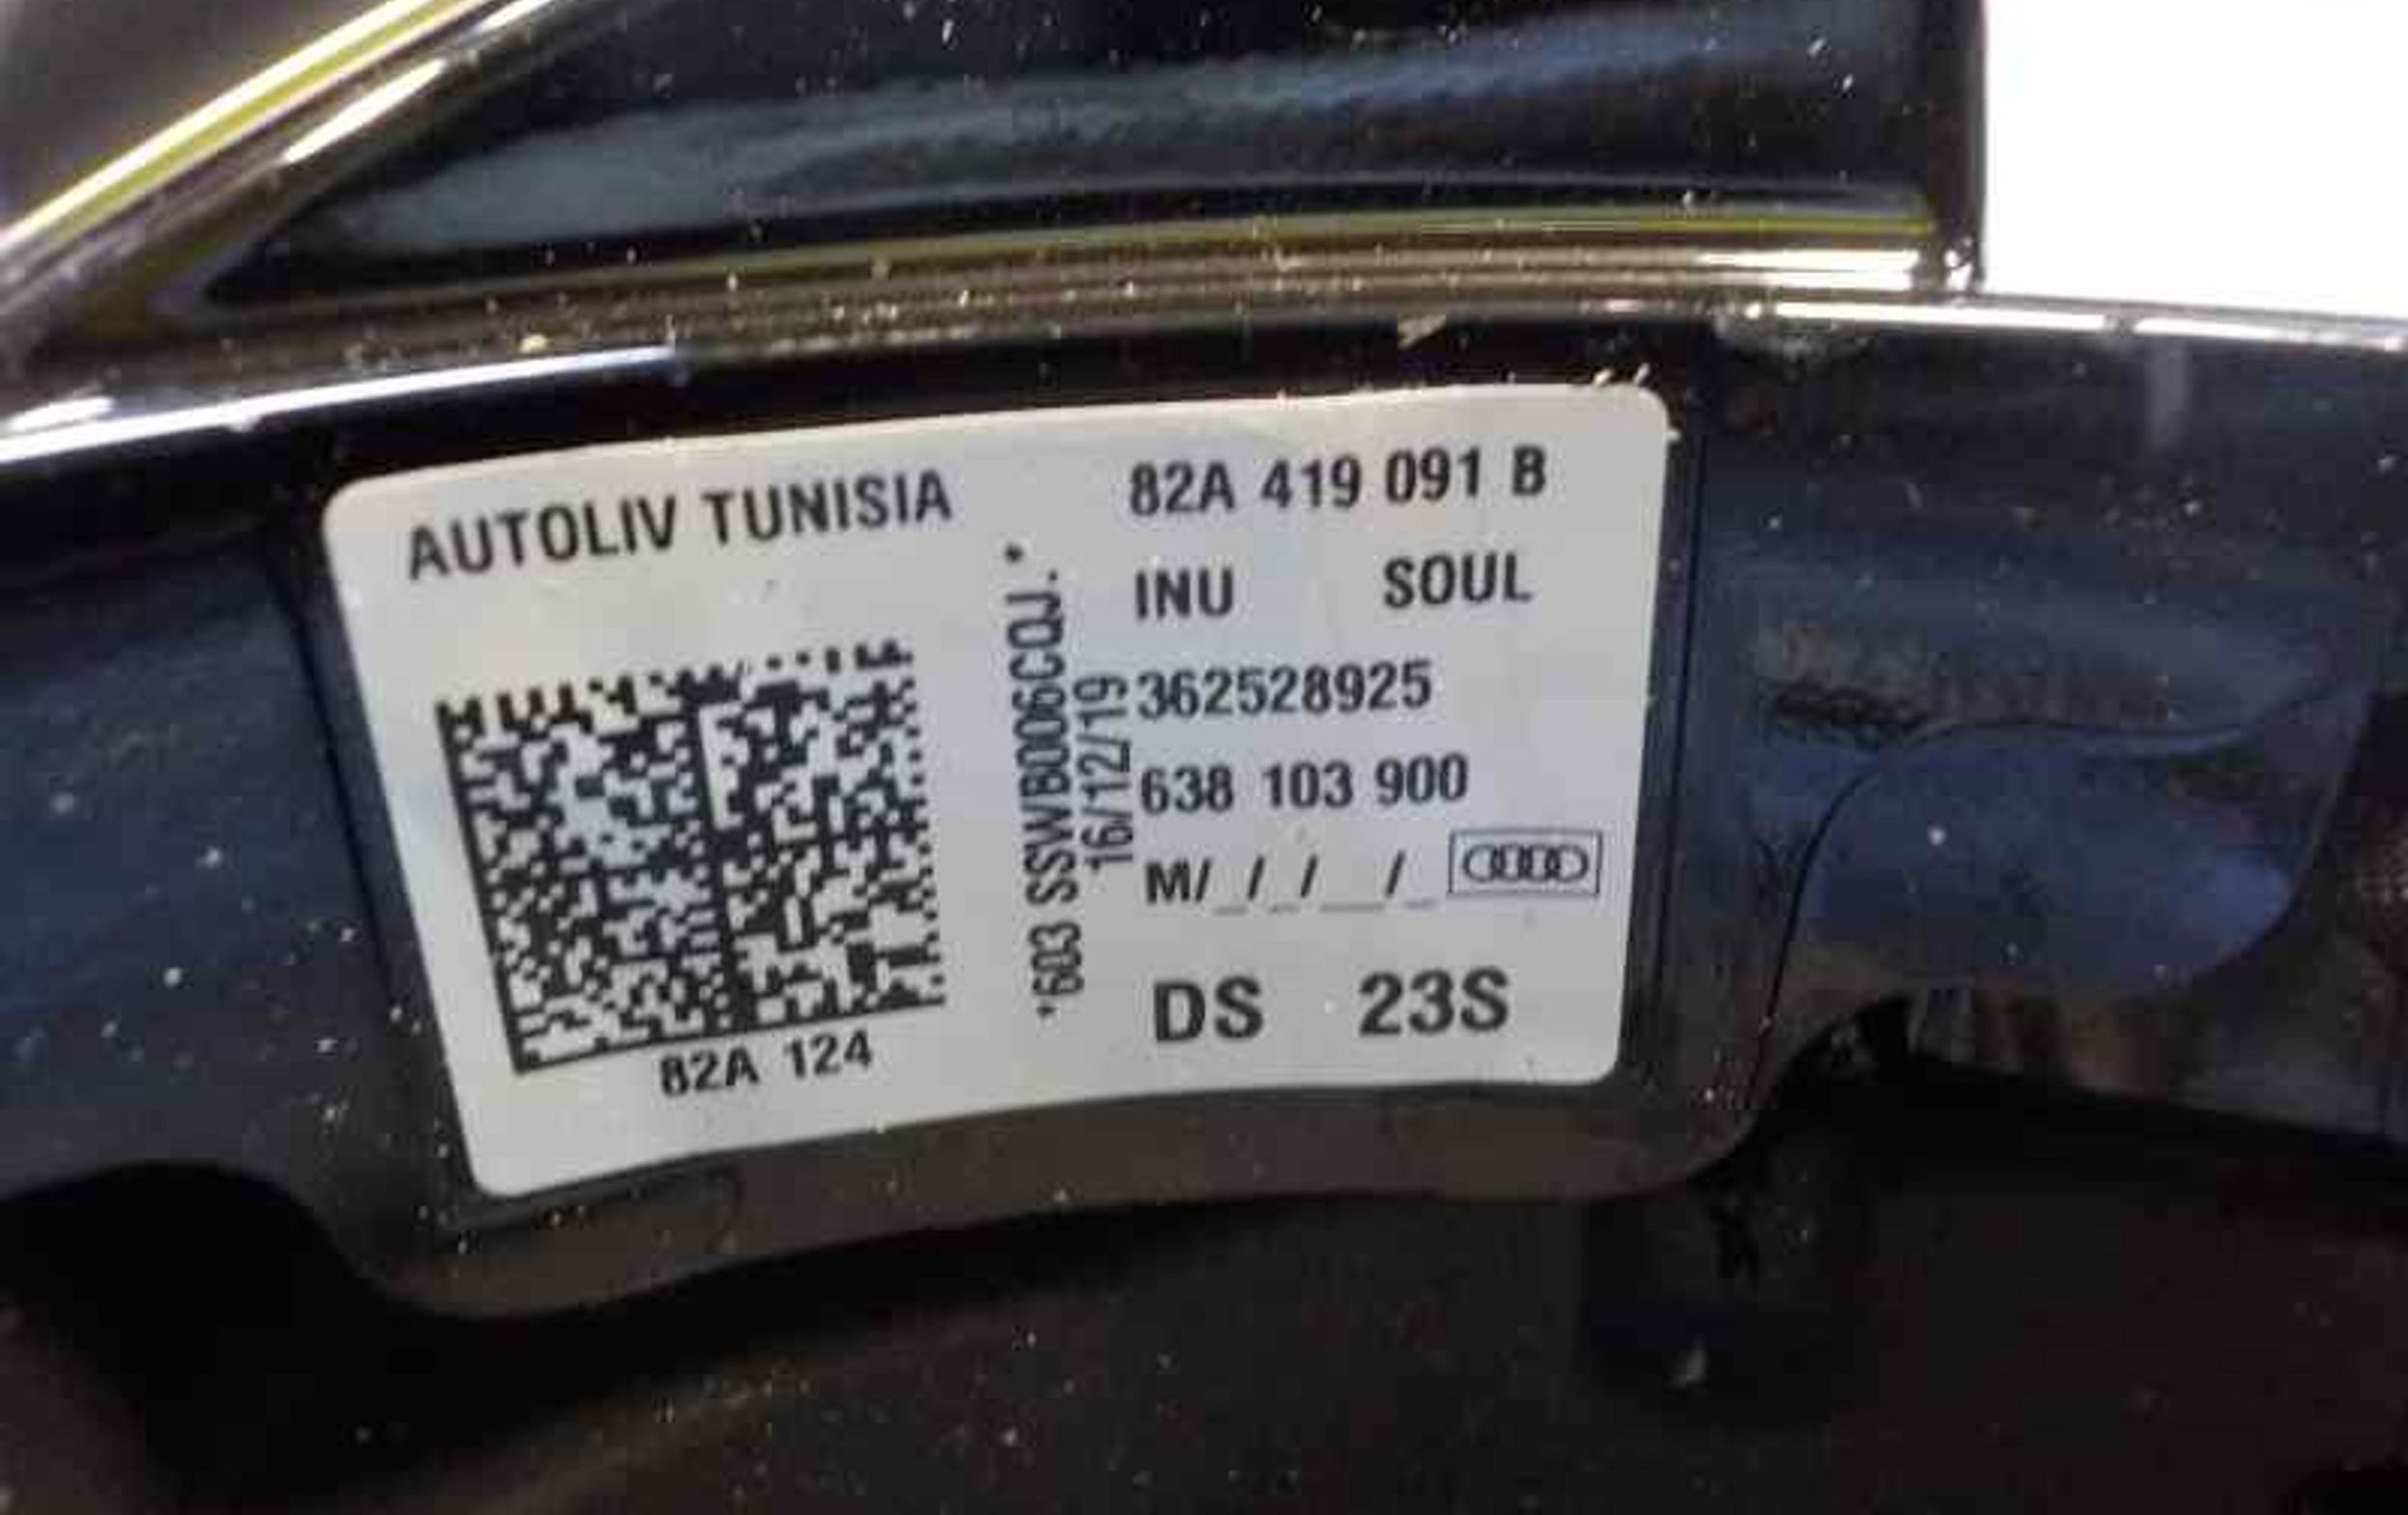 AUTOLIV TUNISIA
82A 124
*603 SSWB006CQJ.*
16/12/19
82A 419 091 B
INU SOUL
362528925
638 103 900
M/_/_/__/_
DS 23S